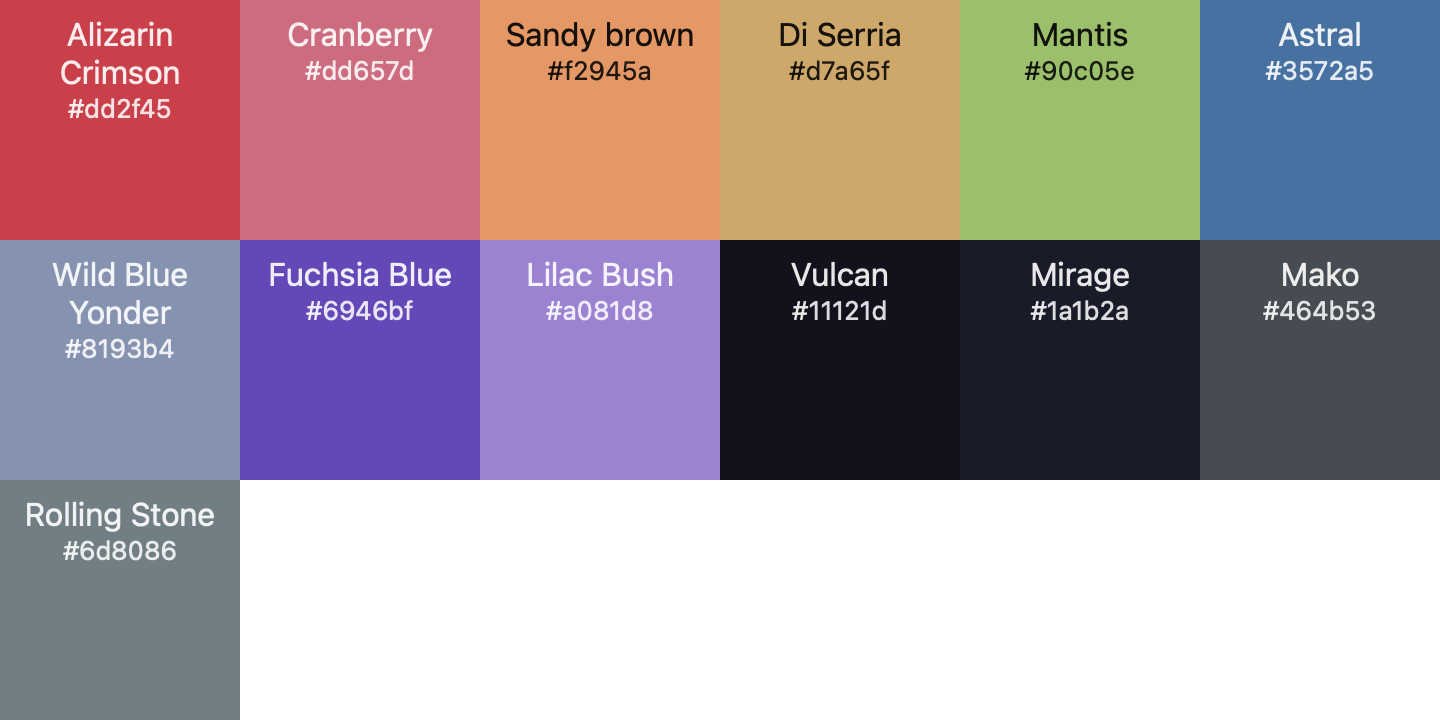 Alizarin
Crimson
#dd2f45
Cranberry
#dd657d
Sandy brown
#f2945a
Di Serria
#d7a65f
Mantis
#90c05e
Astral
#3572a5
Wild Blue
Yonder
#8193b4
Fuchsia Blue
#6946bf
Lilac Bush
#a081d8
Vulcan
#11121d
Mirage
#1a1b2a
Mako
#464b53
Rolling Stone
#6d8086